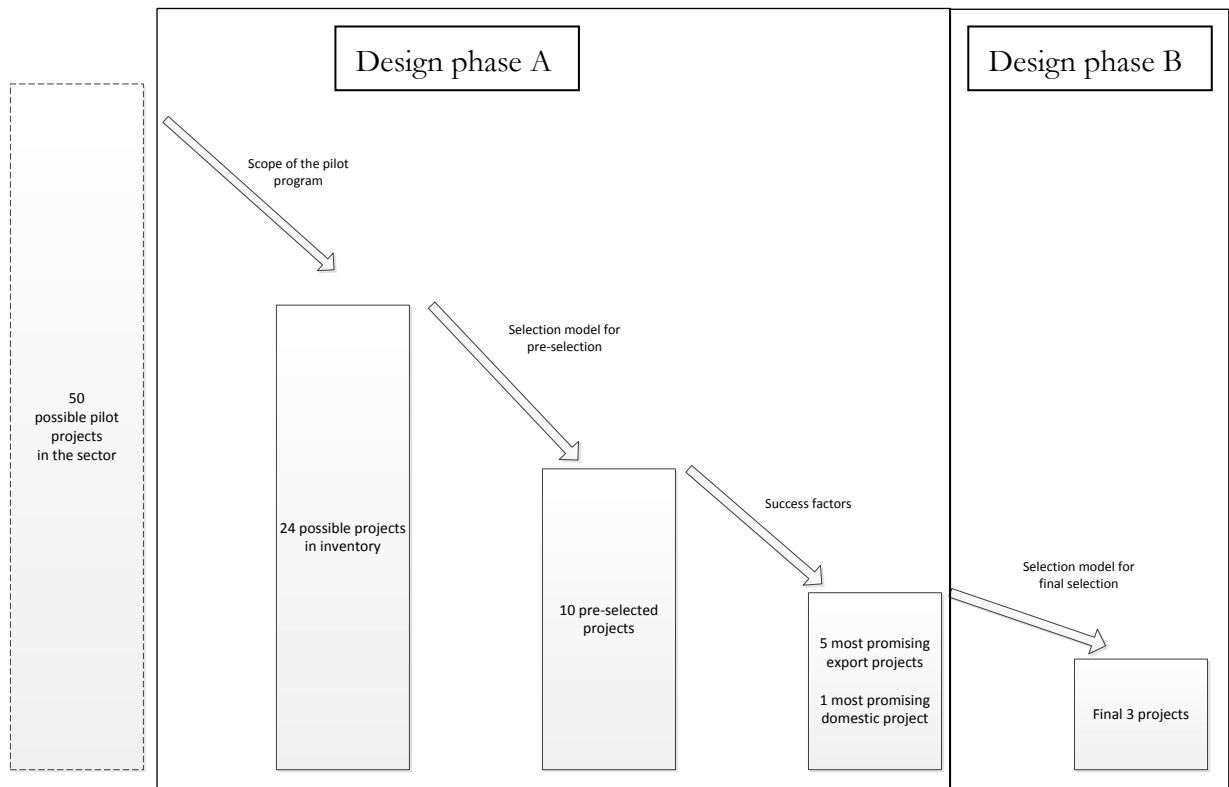 Design phase A
Design phase B
Scope of the pilot
program
Selection model for
pre-selection
50
possible pilot
projects
in the sector
Success factors
24 possible projects
in inventory
Selection model for
final selection
10 pre-selected
projects
5 most promising
export projects
1 most promising
domestic project
Final 3 projects